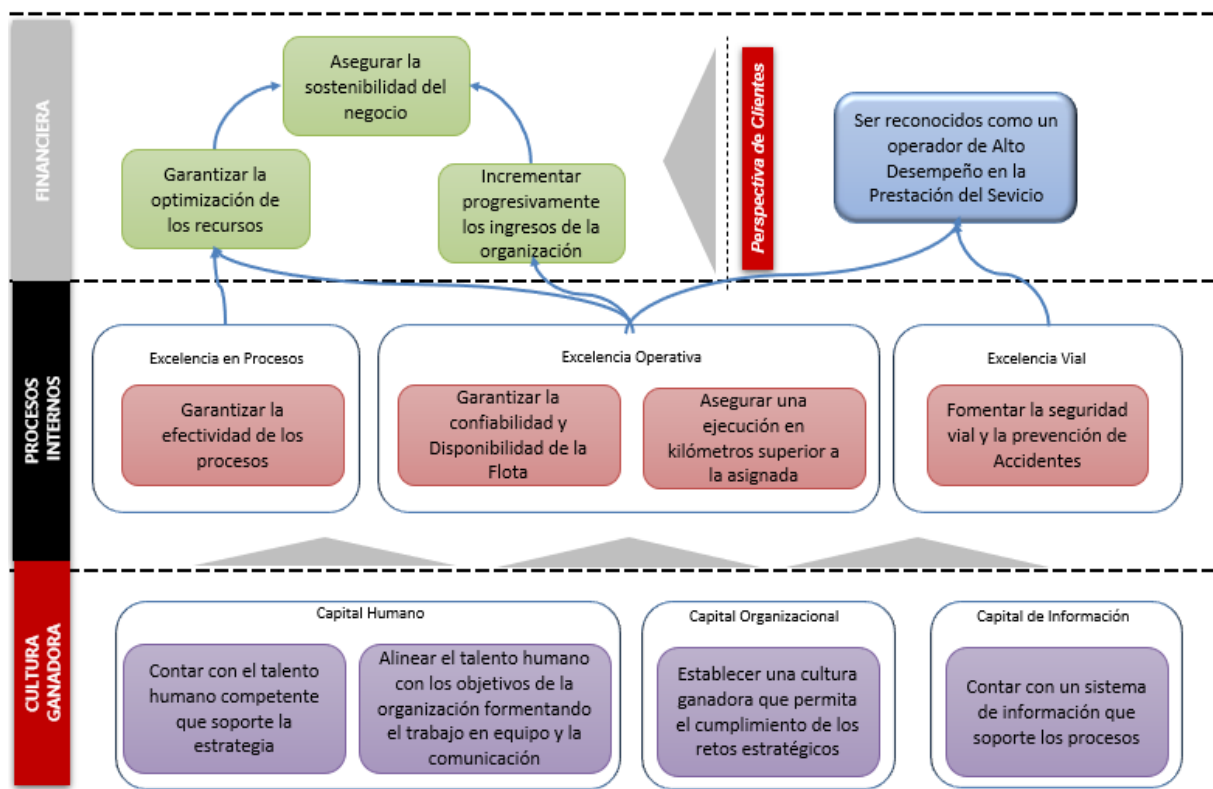 FINANCIERA
Asegurar la
sostenibilidad del
negocio
Garantizar la
optimización de
los recursos
Incrementar
progresivamente
los ingresos de la
organización
Perspectiva de Clientes
Ser reconocidos como un
operador de Alto
Desempeño en la
Prestación del Sevicio
PROCESOS
INTERNOS
Excelencia en Procesos
Garantizar la
efectividad de los
procesos
Excelencia Operativa
Garantizar la
confiabilidad y
Disponibilidad de la
Flota
Asegurar una
ejecución en
kilómetros superior a
la asignada
Excelencia Vial
Fomentar la seguridad
vial y la prevención de
Accidentes
CULTURA
GANADORA
Capital Humano
Contar con el talento
humano competente
que soporte la
estrategia
Alinear el talento humano
con los objetivos de la
organización formentando
el trabajo en equipo y la
comunicación
Capital Organizacional
Establecer una cultura
ganadora que permita
el cumplimiento de los
retos estratégicos
Capital de Información
Contar con un sistema
de información que
soporte los procesos